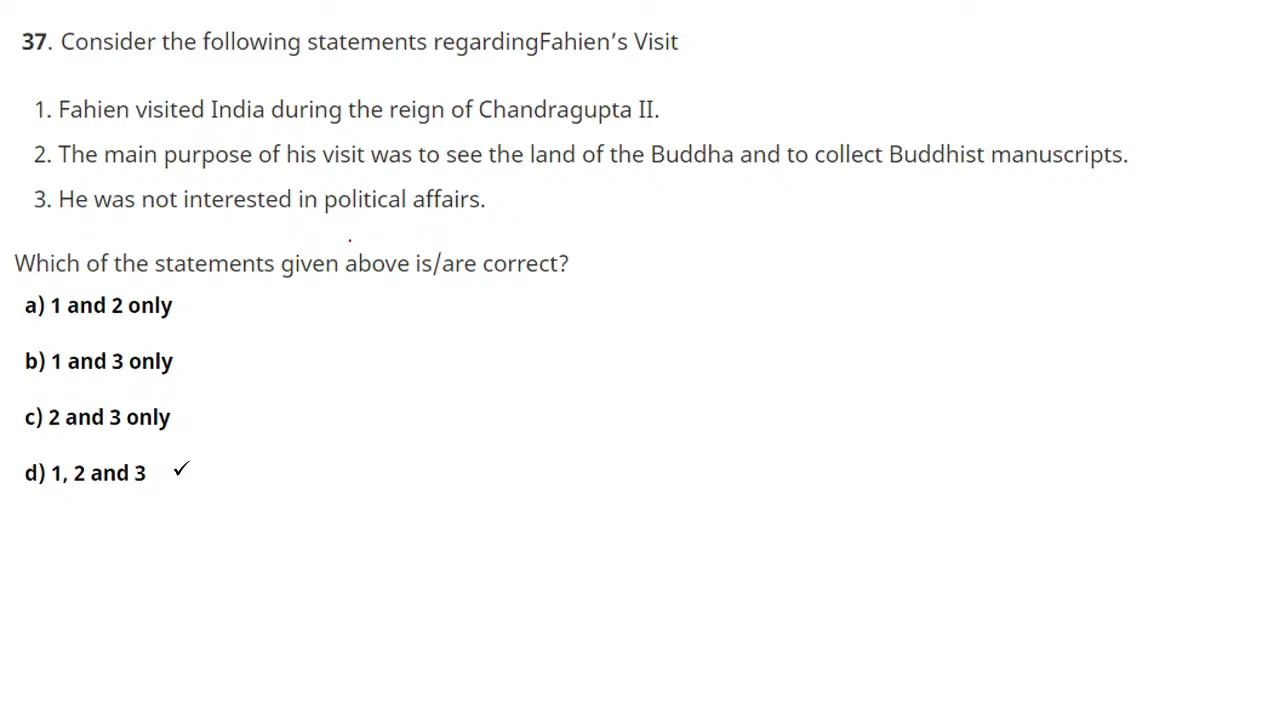 37. Consider the following statements regardingFahien’s Visit
1. Fahien visited India during the reign of Chandragupta II.
2. The main purpose of his visit was to see the land of the Buddha and to collect Buddhist manuscripts.
3. He was not interested in political affairs.
Which of the statements given above is/are correct?
a) 1 and 2 only
b) 1 and 3 only
c) 2 and 3 only
d) 1, 2 and 3 ✓